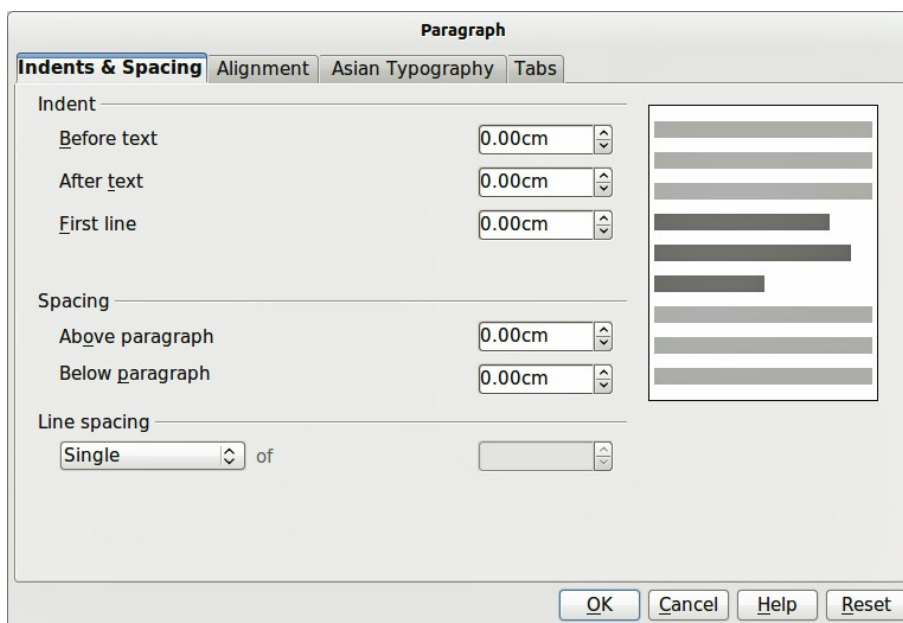 Paragraph
Indents & Spacing Alignment Asian Typography Tabs
Indent
Before text 0.00cm
After text 0.00cm
First line 0.00cm
Spacing
Above paragraph 0.00cm
Below paragraph 0.00cm
Line spacing
Single of
OK Cancel Help Reset